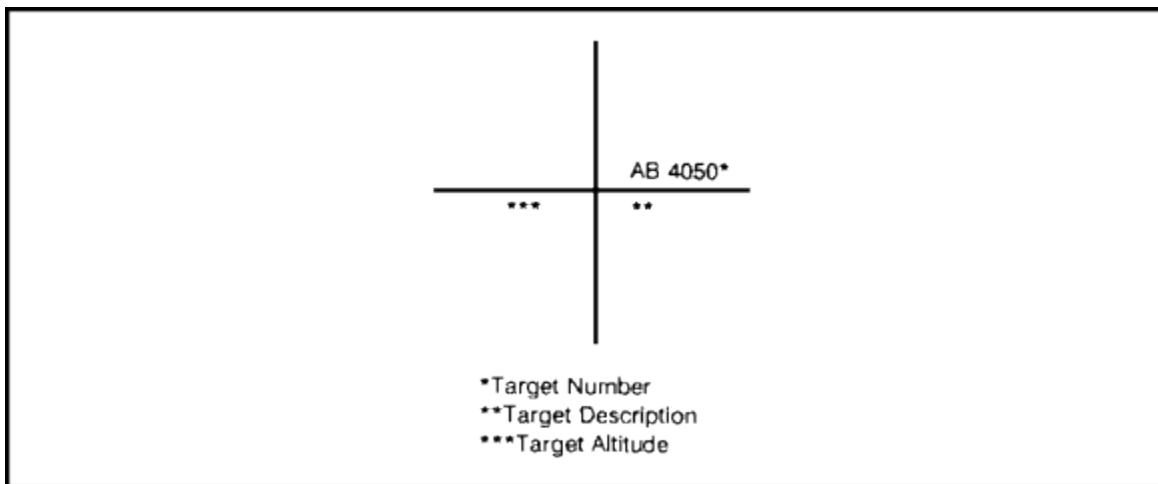 AB 4050*
*** **
*Target Number
**Target Description
***Target Altitude